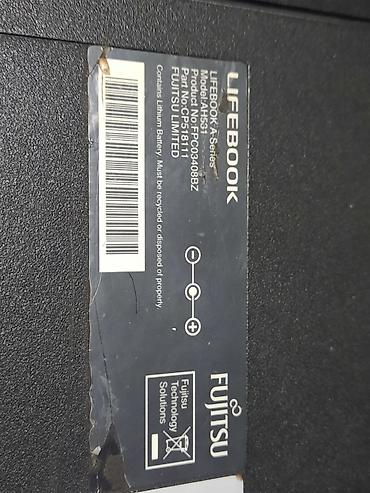 LIFEBOOK
LIFEBOOK A-Series
Model:AH531
Product No:FPC03408BZ
Part No:CP518111
FUJITSU LIMITED
Contains Lithium Battery. Must be recycled or disposed of properly.
FUJITSU
Fujitsu
Technology
Solutions